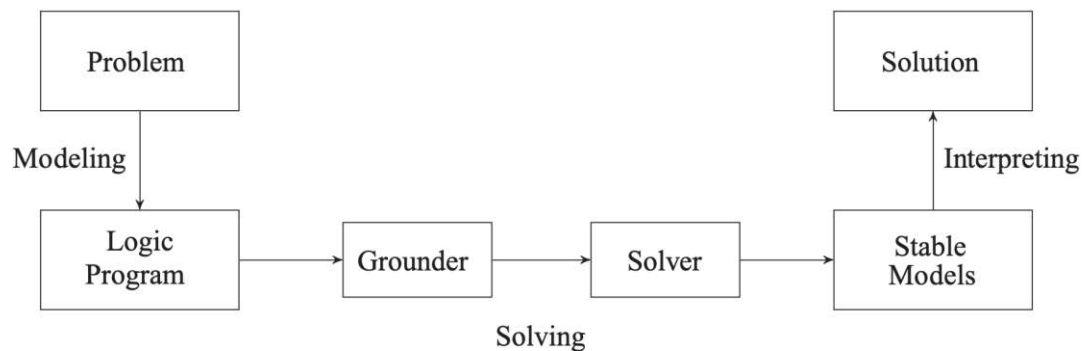 Problem
Solution
Modeling
Interpreting
Logic
Program
Grounder
Solver
Stable
Models
Solving